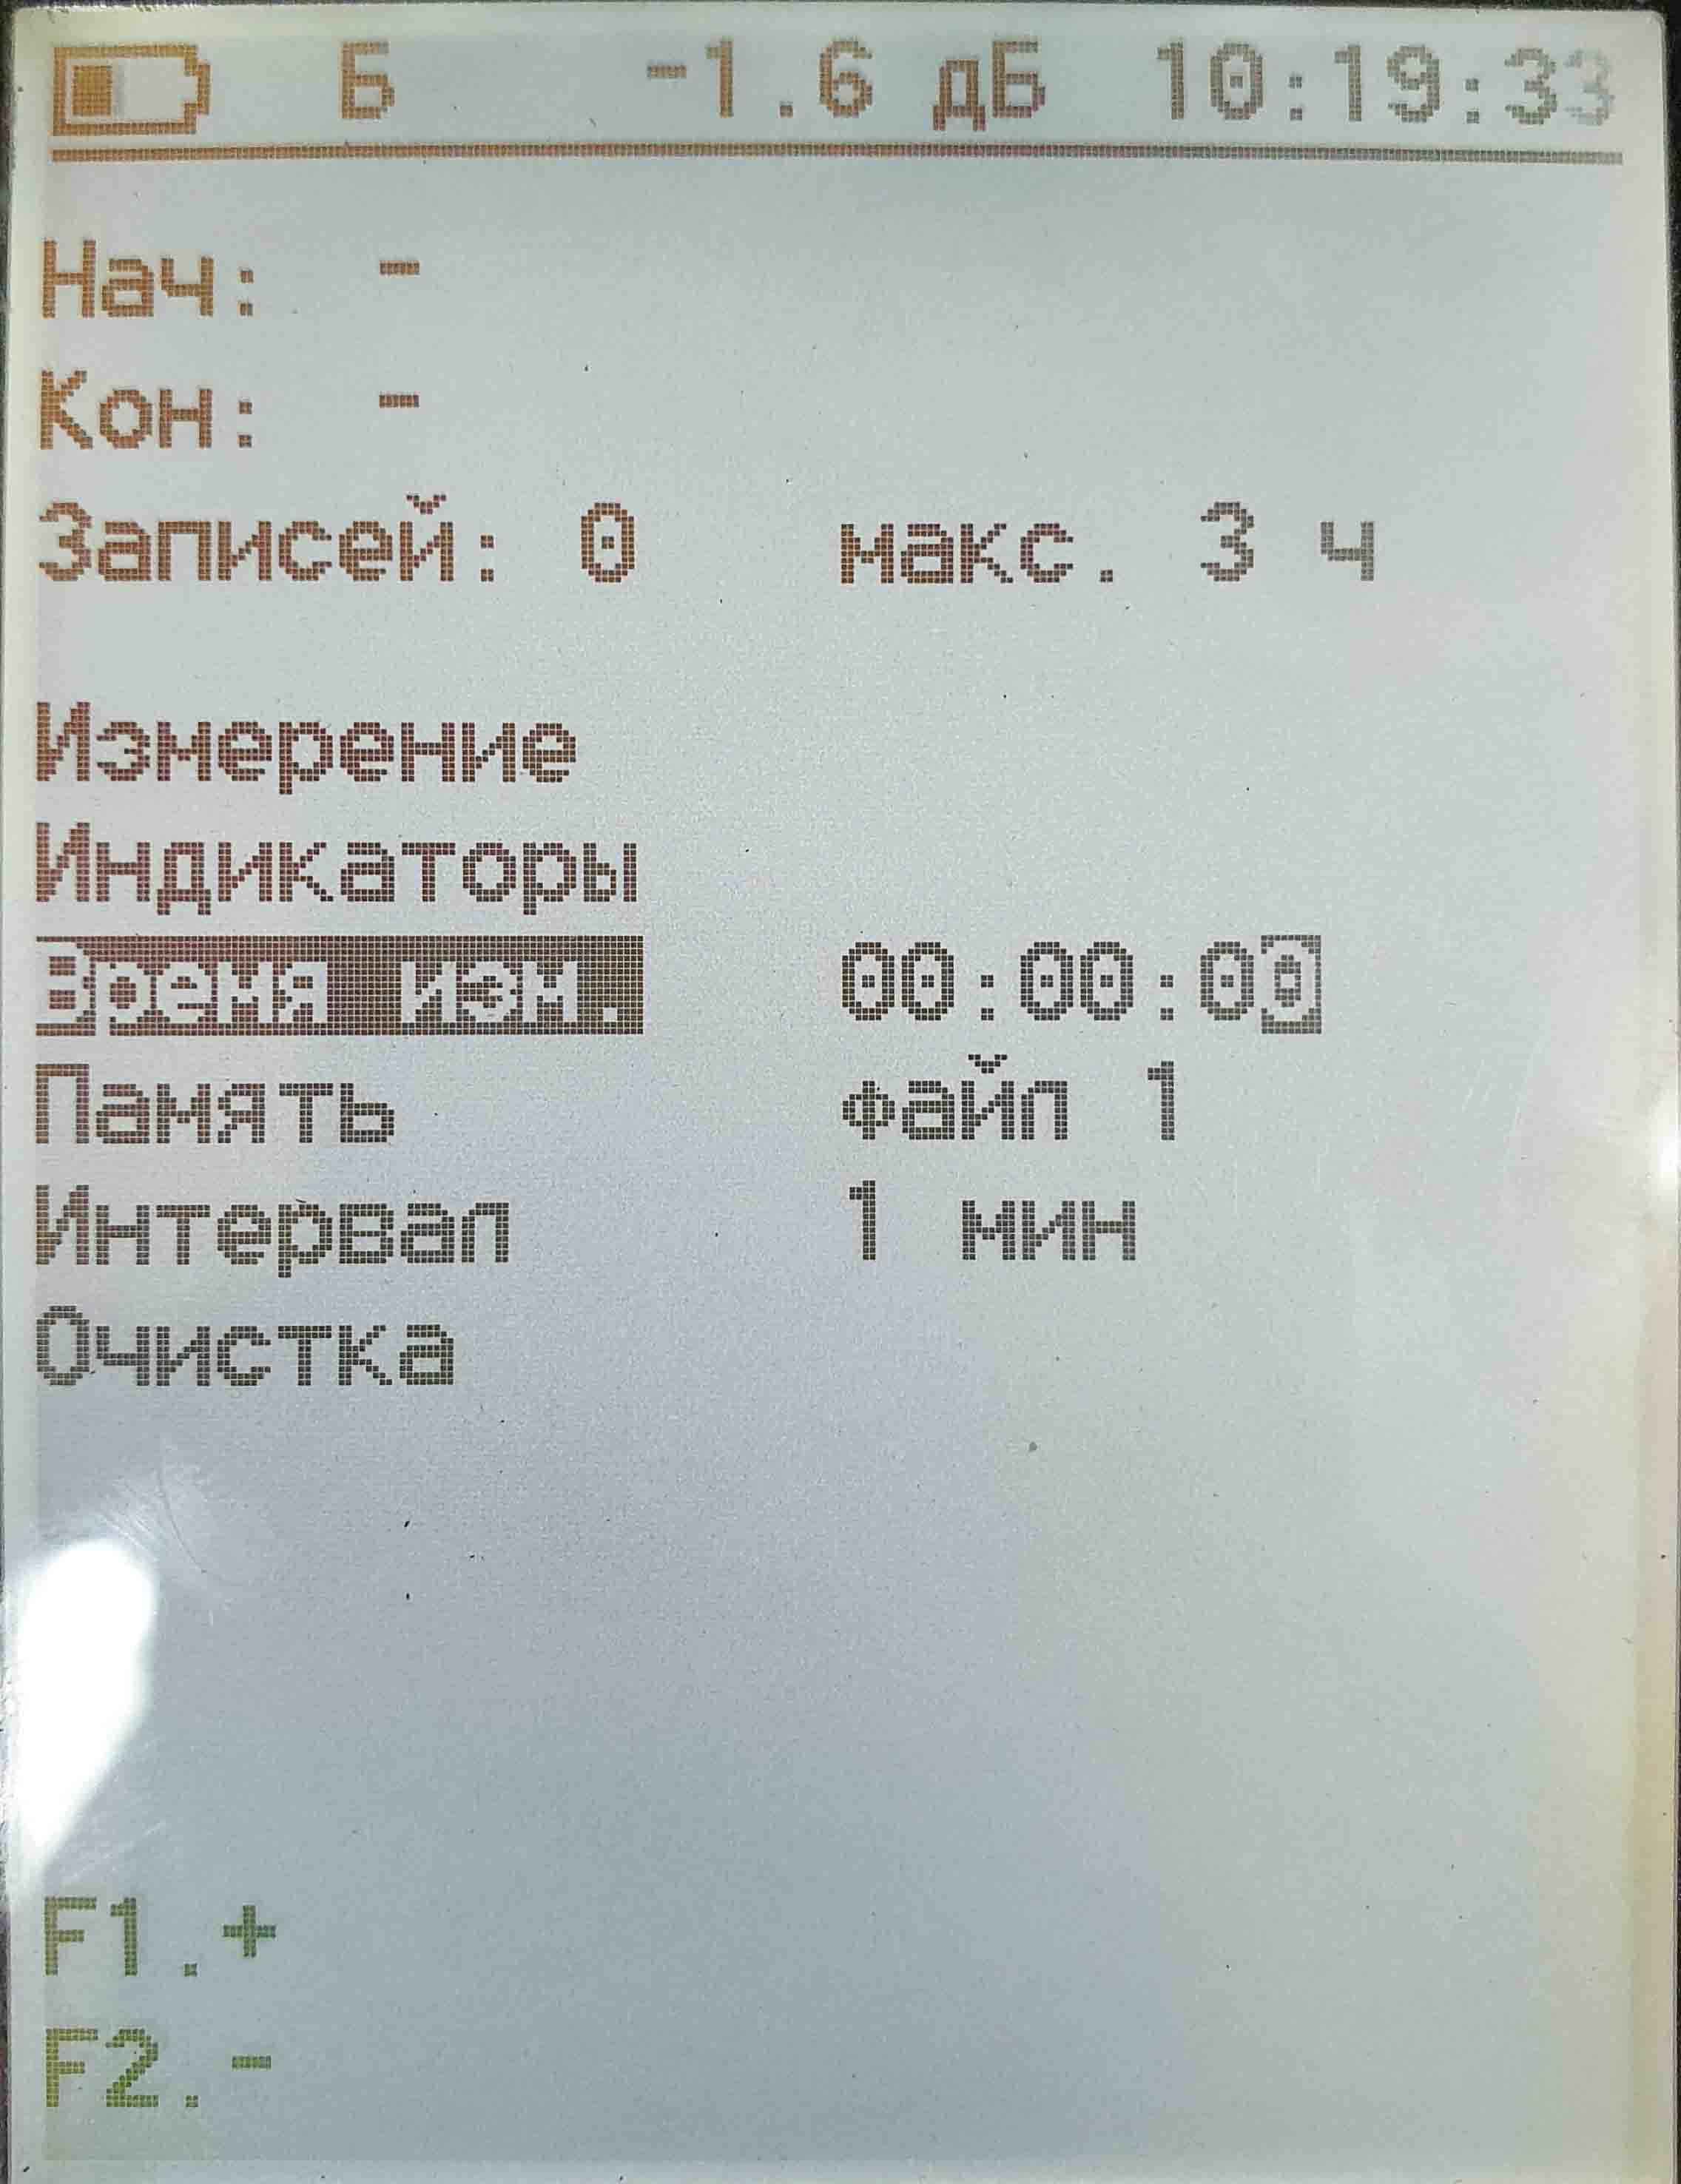 Б -1.6 дБ 10:19:33
Нач: -
Кон: -
Записей: 0 макс. 3 ч
Измерение
Индикаторы
Время изм. 00:00:00
Память файл 1
Интервал 1 мин
Очистка
F1.+
F2.-